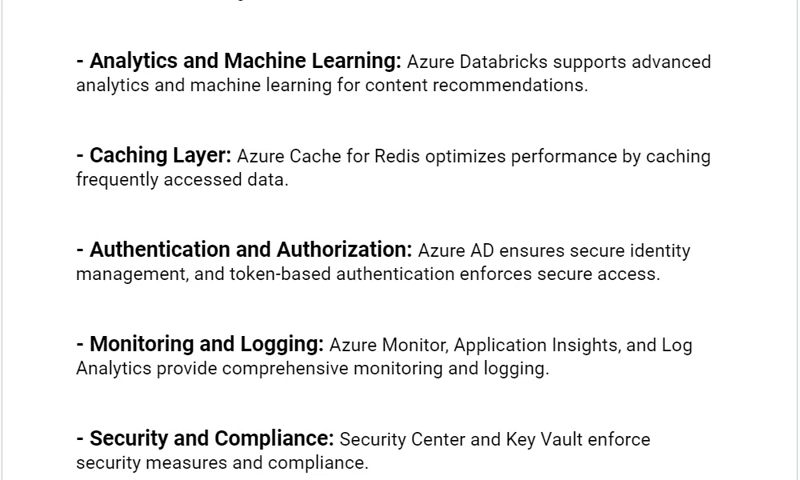 - Analytics and Machine Learning: Azure Databricks supports advanced
analytics and machine learning for content recommendations.
- Caching Layer: Azure Cache for Redis optimizes performance by caching
frequently accessed data.
- Authentication and Authorization: Azure AD ensures secure identity
management, and token-based authentication enforces secure access.
- Monitoring and Logging: Azure Monitor, Application Insights, and Log
Analytics provide comprehensive monitoring and logging.
- Security and Compliance: Security Center and Key Vault enforce
security measures and compliance.